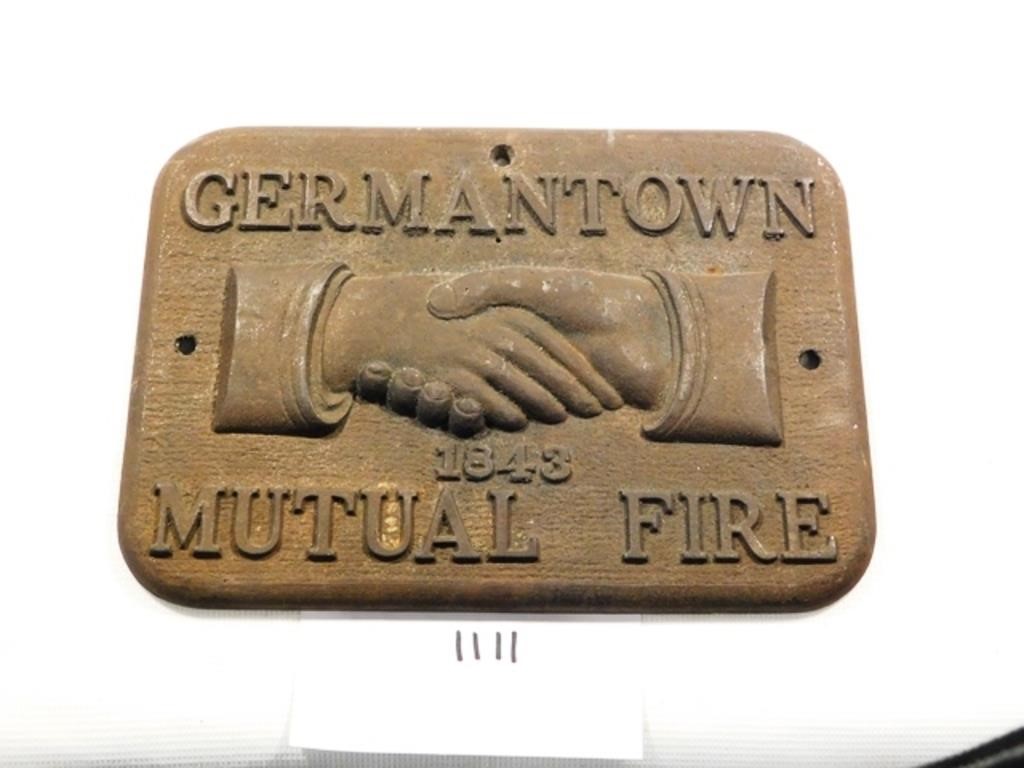 GERMANTOWN
1843
MUTUAL FIRE
1111